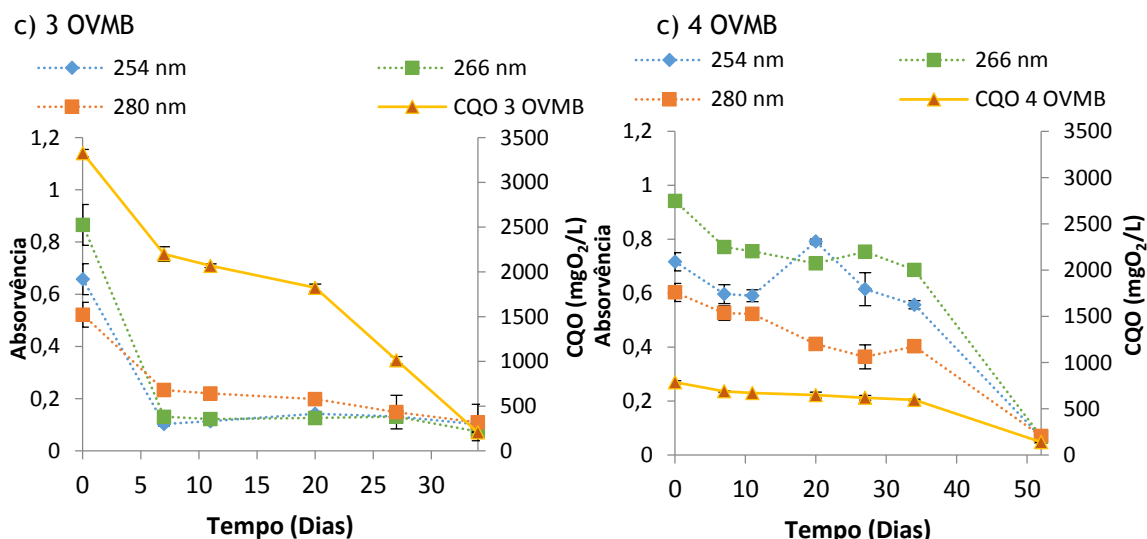 c) 3 OVMB
254 nm
266 nm
280 nm
CQO 3 OVMB
1,2
1
0,8
0,6
0,4
0,2
0
Absorvência
3500
3000
2500
2000
1500
1000
500
0
CQO (mgO₂/L)
0 5 10 15 20 25 30
Tempo (Dias)
c) 4 OVMB
254 nm
266 nm
280 nm
CQO 4 OVMB
1,2
1
0,8
0,6
0,4
0,2
0
Absorvência
3500
3000
2500
2000
1500
1000
500
0
CQO (mgO₂/L)
0 10 20 30 40 50
Tempo (Dias)